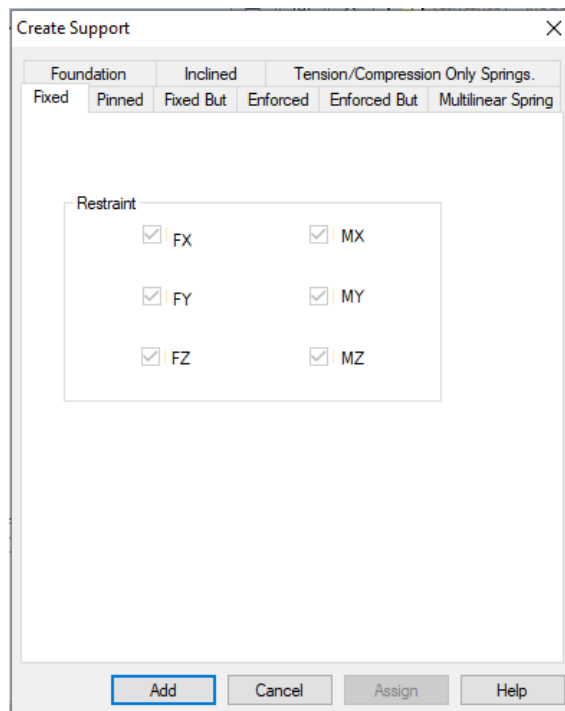 Create Support
Foundation Inclined Tension/Compression Only Springs.
Fixed Pinned Fixed But Enforced Enforced But Multilinear Spring
Restraint
FX MX
FY MY
FZ MZ
Add Cancel Assign Help